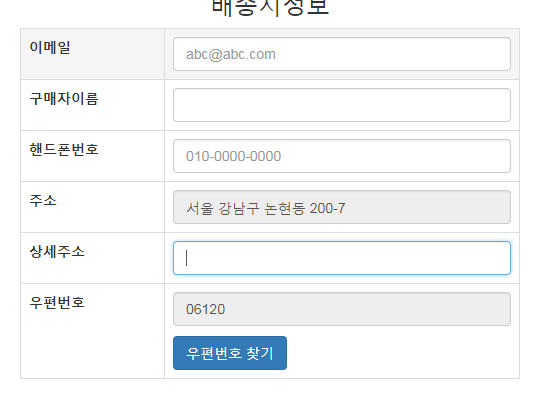 배송지정보
이메일
abc@abc.com
구매자이름
핸드폰번호
010-0000-0000
주소
서울 강남구 논현동 200-7
상세주소
우편번호
06120
우편번호 찾기